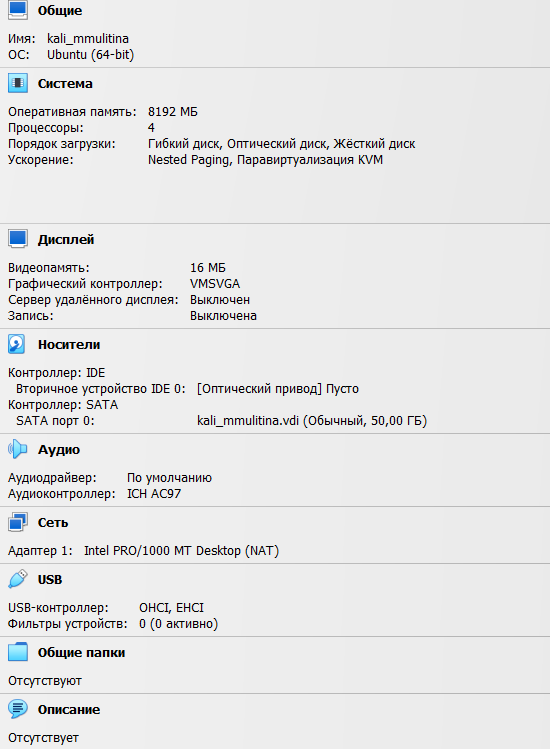 Общие
Имя: kali_mmulitina
ОС: Ubuntu (64-bit)
Система
Оперативная память: 8192 МБ
Процессоры: 4
Порядок загрузки: Гибкий диск, Оптический диск, Жёсткий диск
Ускорение: Nested Paging, Паравиртуализация KVM
Дисплей
Видеопамять: 16 МБ
Графический контроллер: VMSVGA
Сервер удалённого дисплея: Выключен
Запись: Выключена
Носители
Контроллер: IDE
Вторичное устройство IDE 0: [Оптический привод] Пусто
Контроллер: SATA
SATA порт 0: kali_mmulitina.vdi (Обычный, 50,00 ГБ)
Аудио
Аудиодрайвер: По умолчанию
Аудиоконтроллер: ICH AC97
Сеть
Адаптер 1: Intel PRO/1000 MT Desktop (NAT)
USB
USB-контроллер: OHCI, EHCI
Фильтры устройств: 0 (0 активно)
Общие папки
Отсутствуют
Описание
Отсутствует